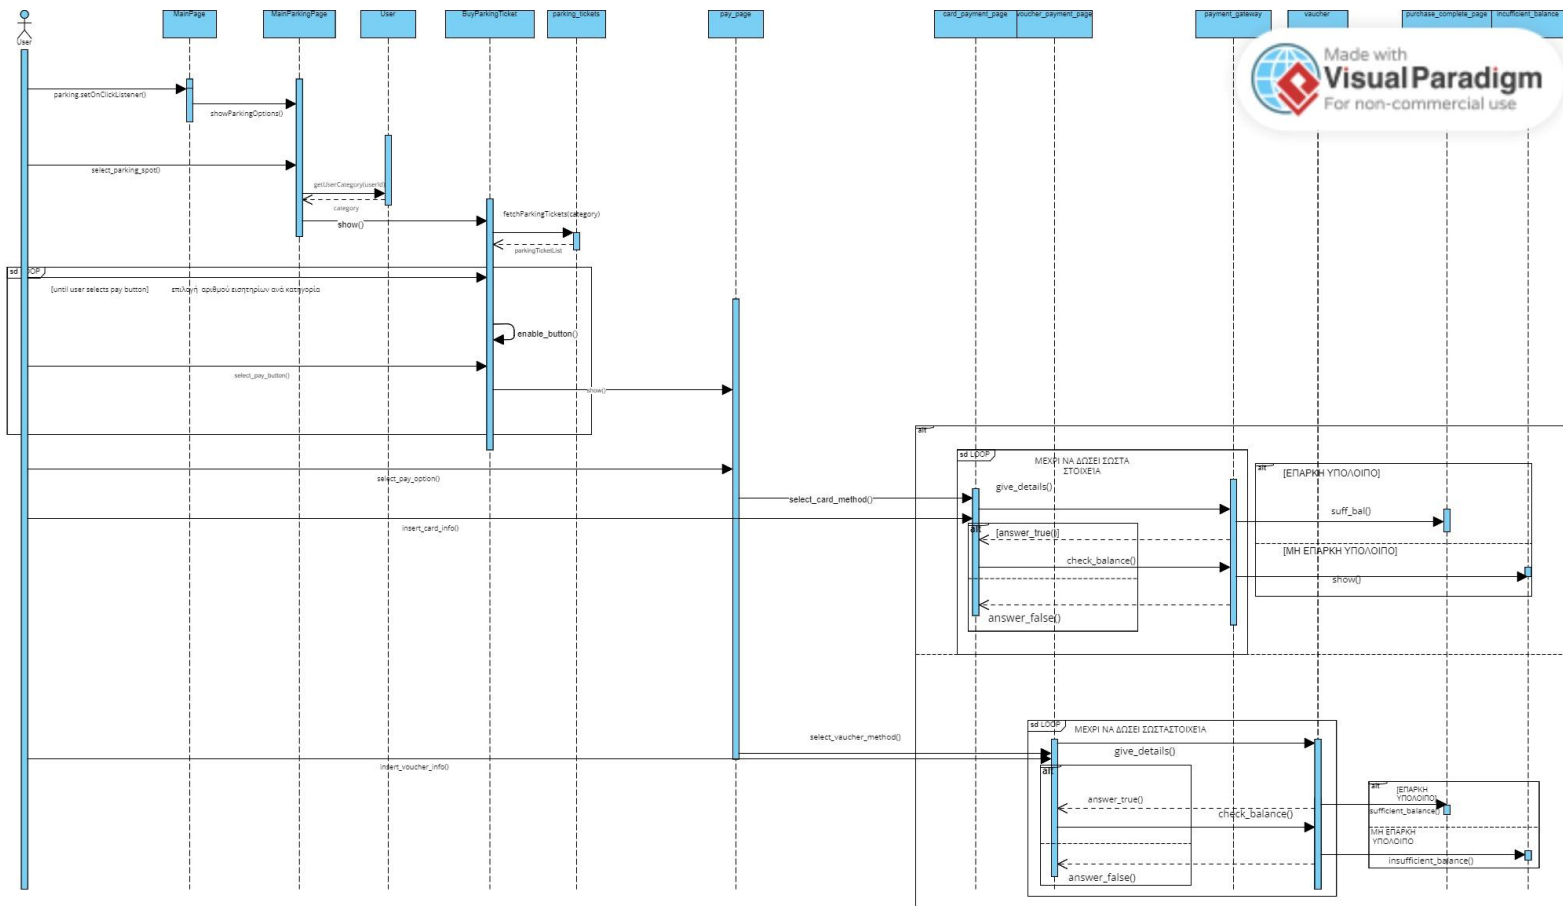 MainPage
MainParkingPage
User
BuyParkingTicket
parking_tickets
pay_page
card_payment_page
voucher_payment_page
payment_gateway
vaucher
purchase_complete_page
insufficient_balance
User
Made with
Visual Paradigm
For non-commercial use
parking.setOnClickListener()
showParkingOptions()
select_parking_spot()
getUserCategory(userId)
category
show()
fetchParkingTickets(category)
parkingTicketList
sd LOOP
[until user selects pay button]
επιλογή αριθμού εισητηρίων ανά κατηγορία
enable_button()
select_pay_button()
show()
alt
sd LOOP
ΜΕΧΡΙ ΝΑ ΔΩΣΕΙ ΣΩΣΤΑ
ΣΤΟΙΧΕΊΑ
alt
[ΕΠΑΡΚΗ ΥΠΟΛΟΙΠΟ]
select_pay_option()
give_details()
select_card_method()
suff_bal()
insert_card_info()
alt
[answer_true()]
[ΜΗ ΕΠΑΡΚΗ ΥΠΟΛΟΙΠΟ]
check_balance()
show()
answer_false()
sd LOOP
ΜΕΧΡΙ ΝΑ ΔΩΣΕΙ ΣΩΣΤΑΣΤΟΙΧΕΊΑ
select_vaucher_method()
give_details()
insert_voucher_info()
alt
alt
[ΕΠΑΡΚΗ
ΥΠΟΛΟΙΠΟ]
answer_true()
sufficient_balance()
check_balance()
ΜΗ ΕΠΑΡΚΗ
ΥΠΟΛΟΙΠΟ
insufficient_balance()
answer_false()